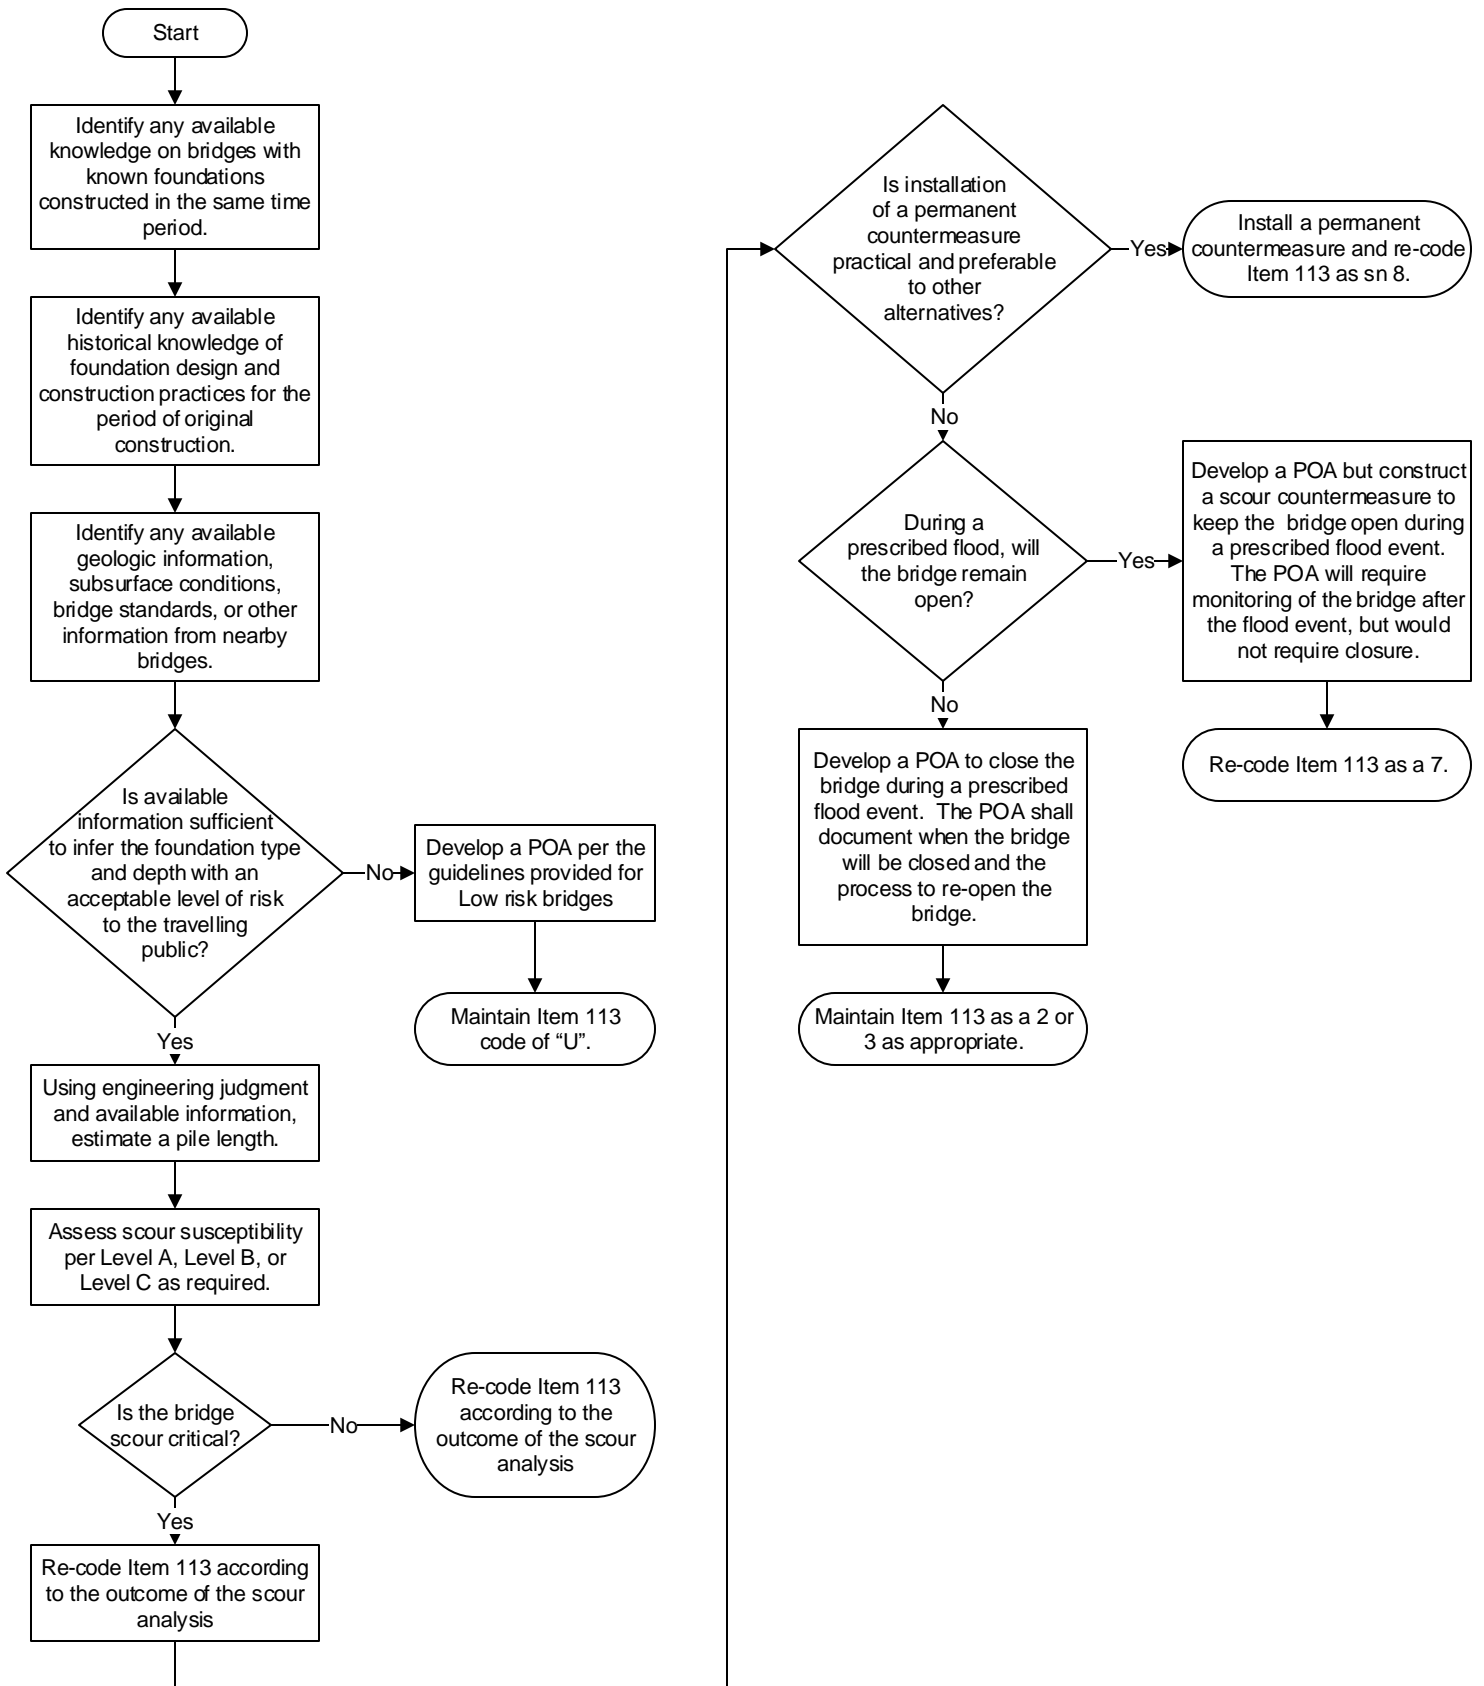 Start
Identify any available
knowledge on bridges with
known foundations
constructed in the same time
period.
Identify any available
historical knowledge of
foundation design and
construction practices for the
period of original
construction.
Identify any available
geologic information,
subsurface conditions,
bridge standards, or other
information from nearby
bridges.
Is available
information sufficient
to infer the foundation type
and depth with an
acceptable level of risk
to the travelling
public?
No
Develop a POA per the
guidelines provided for
Low risk bridges
Maintain Item 113
code of “U”.
Yes
Using engineering judgment
and available information,
estimate a pile length.
Assess scour susceptibility
per Level A, Level B, or
Level C as required.
Is the bridge
scour critical?
No
Re-code Item 113
according to the
outcome of the scour
analysis
Yes
Re-code Item 113 according
to the outcome of the scour
analysis
Is installation
of a permanent
countermeasure
practical and preferable
to other
alternatives?
Yes
Install a permanent
countermeasure and re-code
Item 113 as sn 8.
No
During a
prescribed flood, will
the bridge remain
open?
Yes
Develop a POA but construct
a scour countermeasure to
keep the bridge open during
a prescribed flood event.
The POA will require
monitoring of the bridge after
the flood event, but would
not require closure.
Re-code Item 113 as a 7.
No
Develop a POA to close the
bridge during a prescribed
flood event. The POA shall
document when the bridge
will be closed and the
process to re-open the
bridge.
Maintain Item 113 as a 2 or
3 as appropriate.